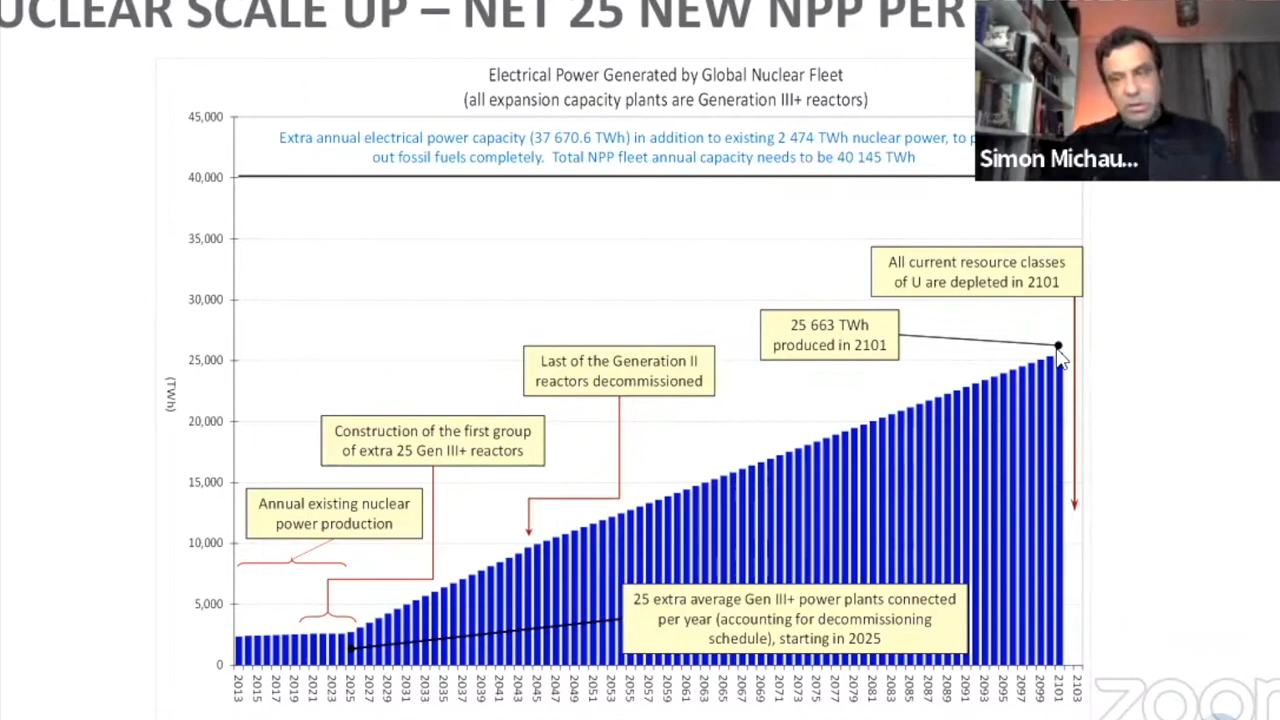 UCLEAR SCALE UP – NET 25 NEW NPP PER
Simon Michau...
Electrical Power Generated by Global Nuclear Fleet
(all expansion capacity plants are Generation III+ reactors)
Extra annual electrical power capacity (37 670.6 TWh) in addition to existing 2 474 TWh nuclear power, to p
out fossil fuels completely. Total NPP fleet annual capacity needs to be 40 145 TWh
45,000
40,000
35,000
30,000
25,000
20,000
15,000
10,000
5,000
0
(TWh)
All current resource classes
of U are depleted in 2101
25 663 TWh
produced in 2101
Last of the Generation II
reactors decommissioned
Construction of the first group
of extra 25 Gen III+ reactors
Annual existing nuclear
power production
25 extra average Gen III+ power plants connected
per year (accounting for decommissioning
schedule), starting in 2025
2013 2015 2017 2019 2021 2023 2025 2027 2029 2031 2033 2035 2037 2039 2041 2043 2045 2047 2049 2051 2053 2055 2057 2059 2061 2063 2065 2067 2069 2071 2073 2075 2077 2079 2081 2083 2085 2087 2089 2091 2093 2095 2097 2099 2101 2103
zoom